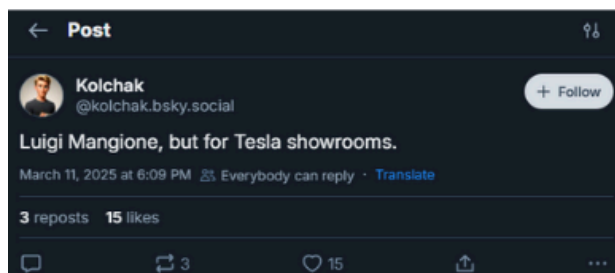 Post
Kolchak
@kolchak.bsky.social
+ Follow
Luigi Mangione, but for Tesla showrooms.
March 11, 2025 at 6:09 PM Everybody can reply · Translate
3 reposts 15 likes
3 15